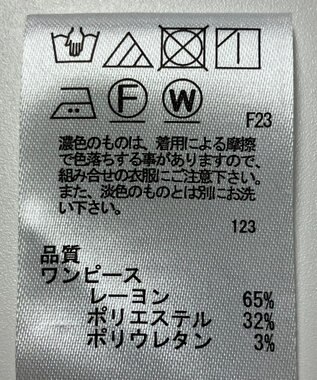 F W
F23
濃色のものは、着用による摩擦
で色落ちする事がありますので、
組み合せの衣服にご注意下さい。
また、淡色のものとは別にお洗
い下さい。
123
品質
ワンピース
レーヨン 65%
ポリエステル 32%
ポリウレタン 3%